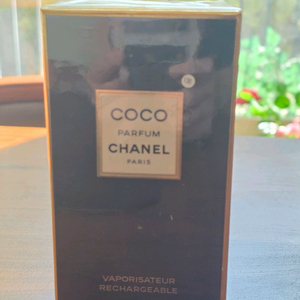 COCO
PARFUM
CHANEL
PARIS
VAPORISATEUR
RECHARGEABLE